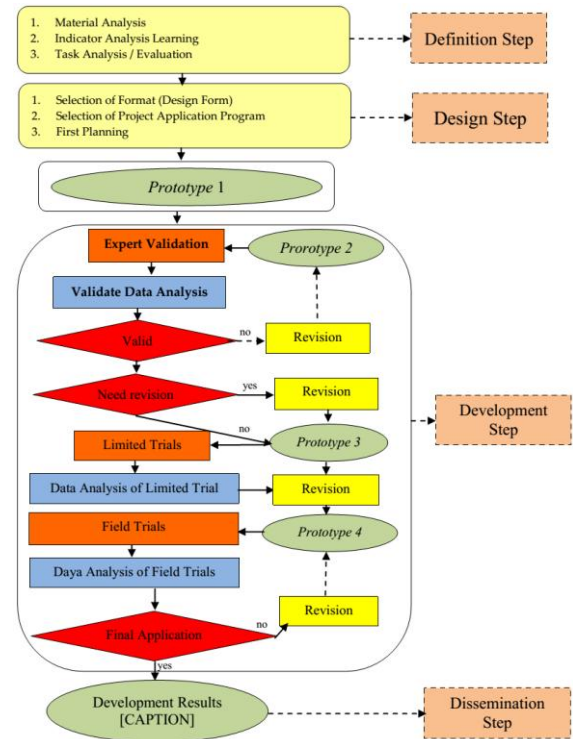 1. Material Analysis
2. Indicator Analysis Learning
3. Task Analysis / Evaluation
Definition Step
1. Selection of Format (Design Form)
2. Selection of Project Application Program
3. First Planning
Design Step
Prototype 1
Expert Validation
Prorotype 2
Validate Data Analysis
Valid
no
Revision
Need revision
yes
Revision
Development
Step
no
Limited Trials
Prototype 3
Data Analysis of Limited Trial
Revision
Field Trials
Prototype 4
Daya Analysis of Field Trials
no
Revision
Final Application
yes
Development Results
[CAPTION]
Dissemination
Step